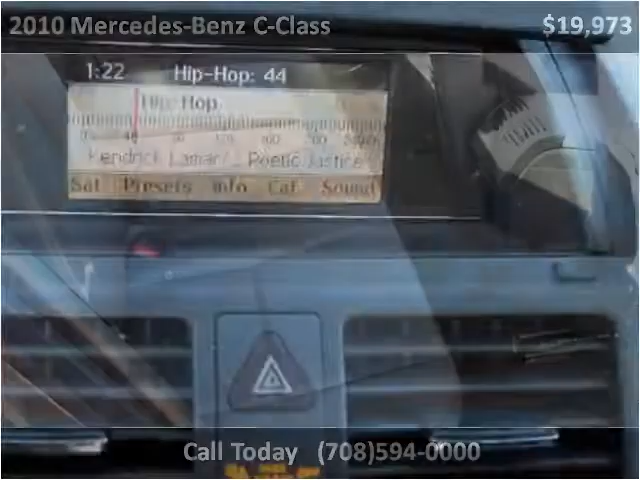 2010 Mercedes-Benz C-Class $19,973
1:22 Hip-Hop: 44
Hip-Hop
Kendrick Lamar/... Poetic Justice
Sat Presets Info Cat Sound
Call Today (708)594-0000